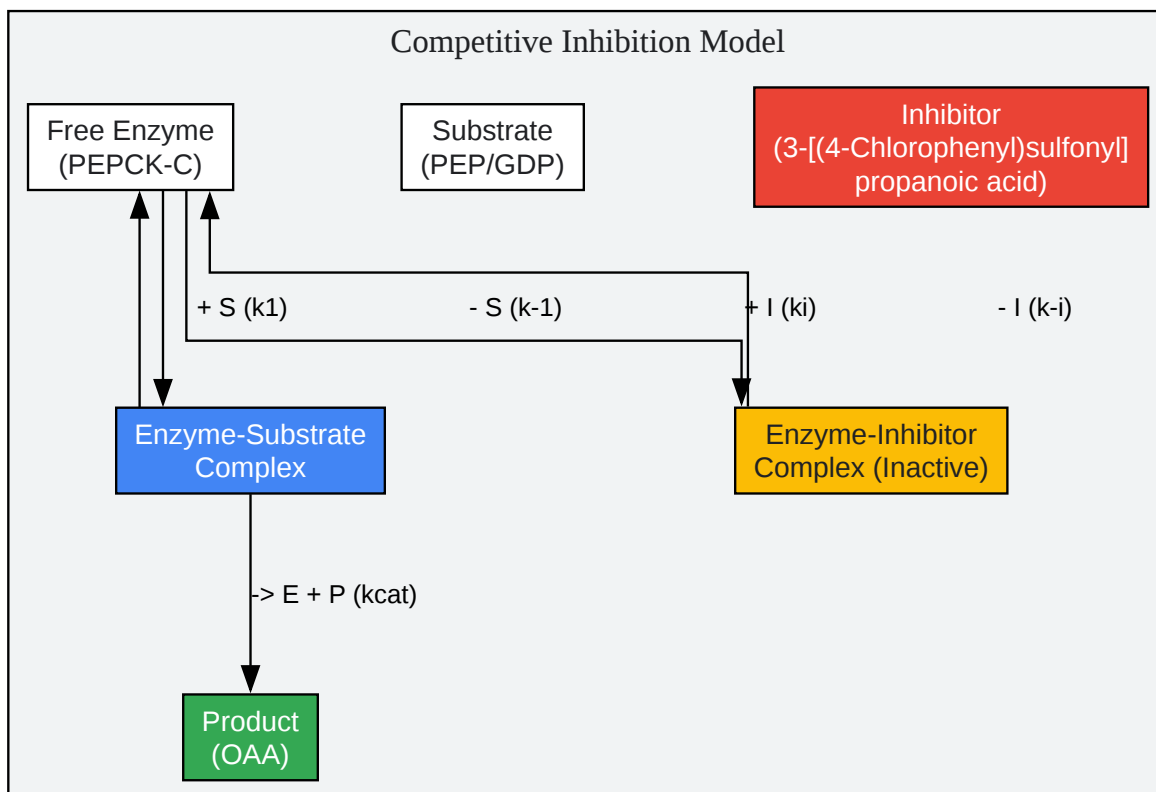 Competitive Inhibition Model
Free Enzyme
(PEPCK-C)
Substrate
(PEP/GDP)
Inhibitor
(3-[(4-Chlorophenyl)sulfonyl]
propanoic acid)
+ S (k1)
- S (k-1)
+ I (ki)
- I (k-i)
Enzyme-Substrate
Complex
Enzyme-Inhibitor
Complex (Inactive)
-> E + P (kcat)
Product
(OAA)